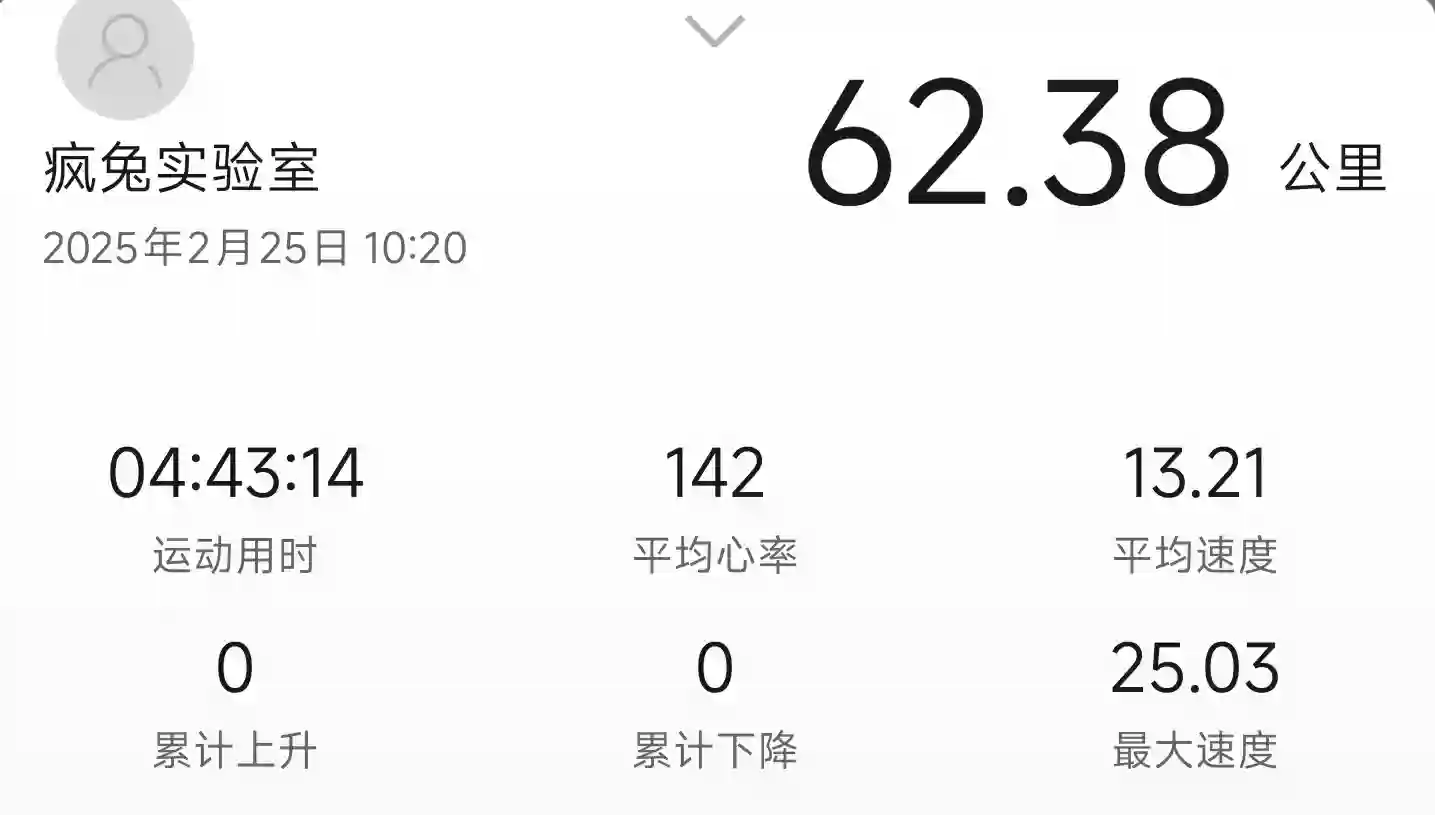 疯兔实验室
2025年2月25日 10:20
62.38 公里
04:43:14
运动用时
142
平均心率
13.21
平均速度
0
累计上升
0
累计下降
25.03
最大速度